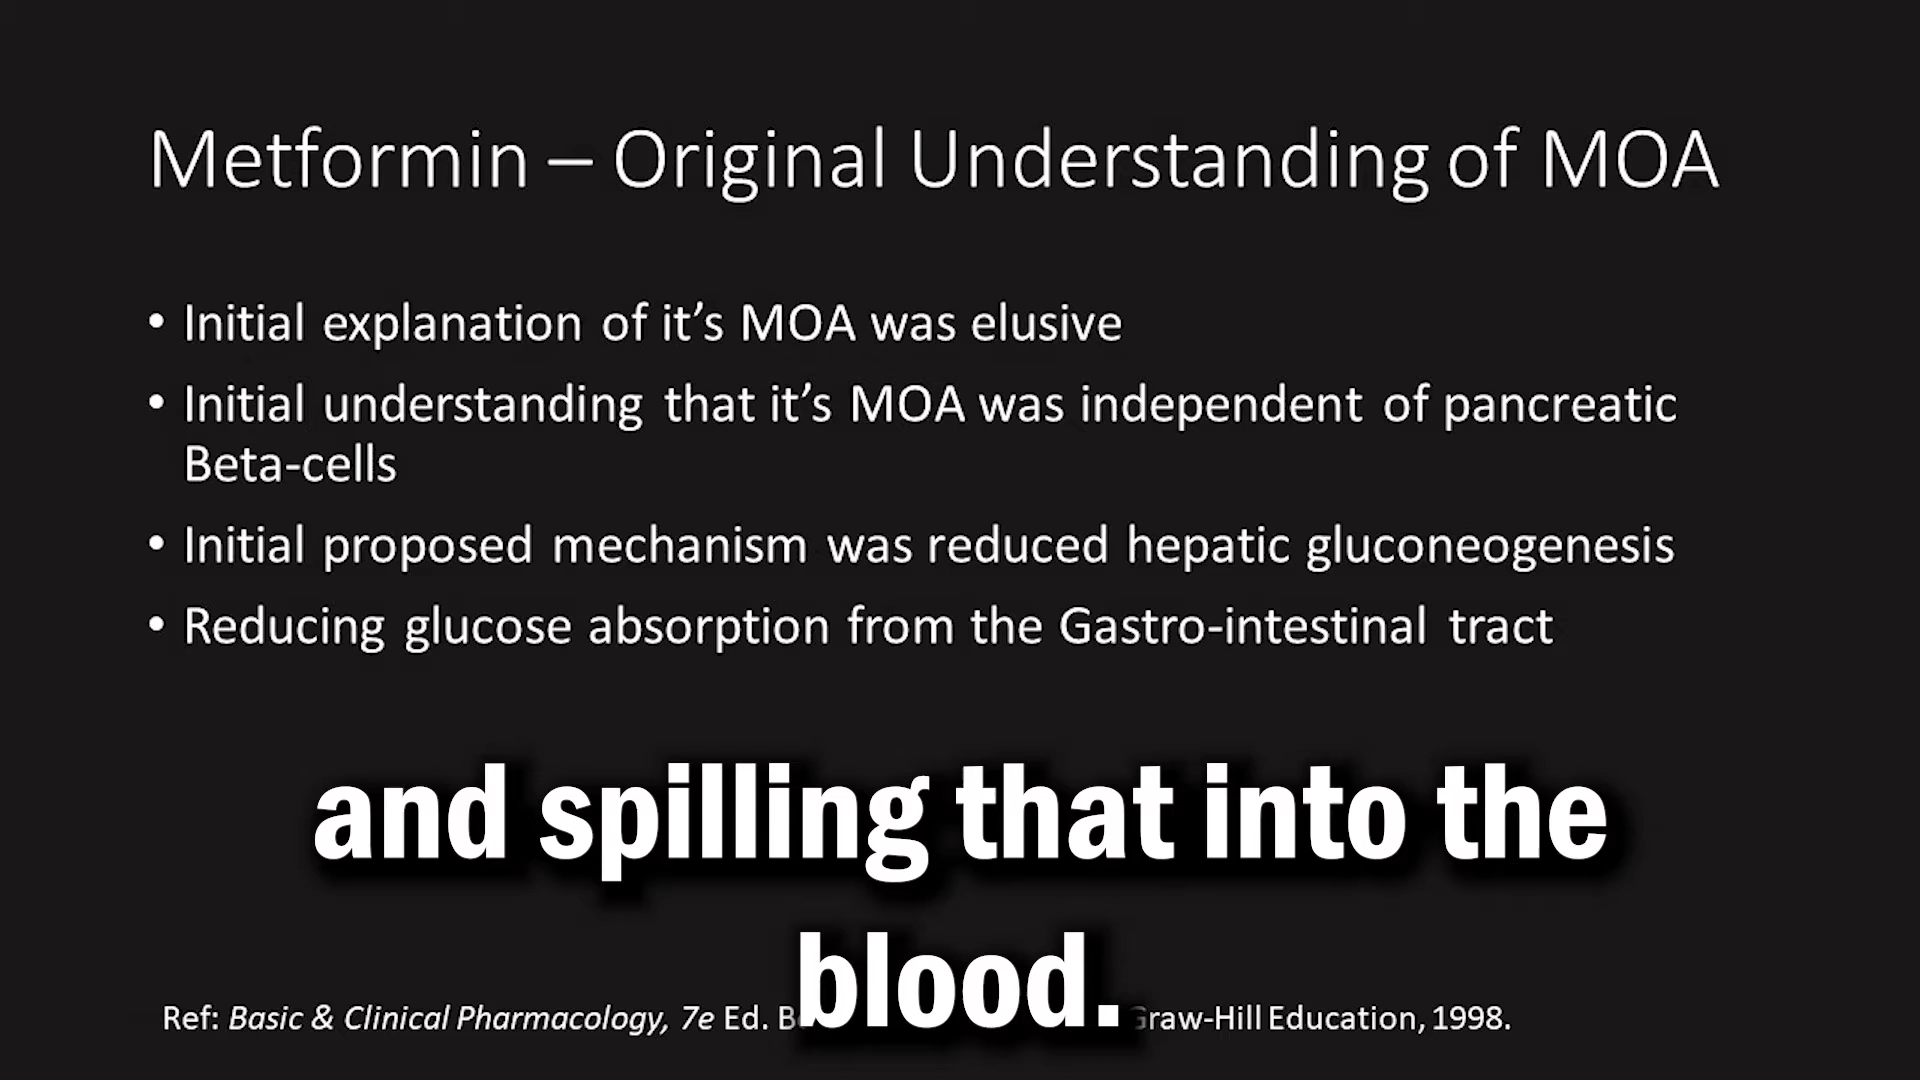 Metformin – Original Understanding of MOA
• Initial explanation of it’s MOA was elusive
• Initial understanding that it’s MOA was independent of pancreatic
Beta-cells
• Initial proposed mechanism was reduced hepatic gluconeogenesis
• Reducing glucose absorption from the Gastro-intestinal tract
and spilling that into the
blood.
Ref: Basic & Clinical Pharmacology, 7e Ed. Graw-Hill Education, 1998.